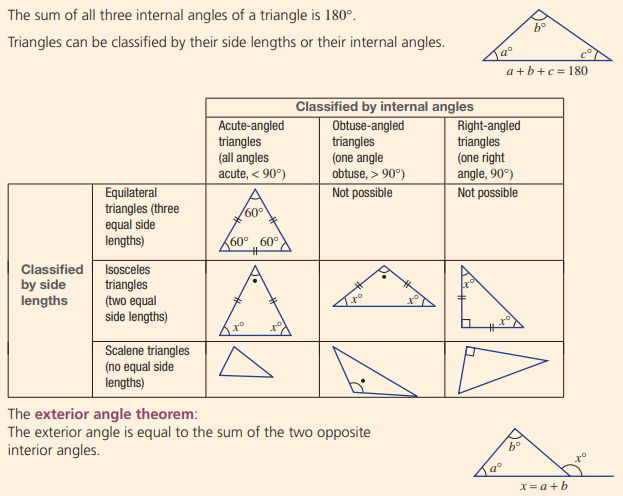 The sum of all three internal angles of a triangle is 180°.
Triangles can be classified by their side lengths or their internal angles.
b°
a°
c°
a + b + c = 180
Classified by internal angles
Acute-angled
triangles
(all angles
acute, < 90°)
Obtuse-angled
triangles
(one angle
obtuse, > 90°)
Right-angled
triangles
(one right
angle, 90°)
Classified
by side
lengths
Equilateral
triangles (three
equal side
lengths)
60°
60° 60°
Not possible
Not possible
Isosceles
triangles
(two equal
side lengths)
x° x°
x° x°
x°
x°
Scalene triangles
(no equal side
lengths)
The exterior angle theorem:
The exterior angle is equal to the sum of the two opposite
interior angles.
b°
a°
x°
x = a + b